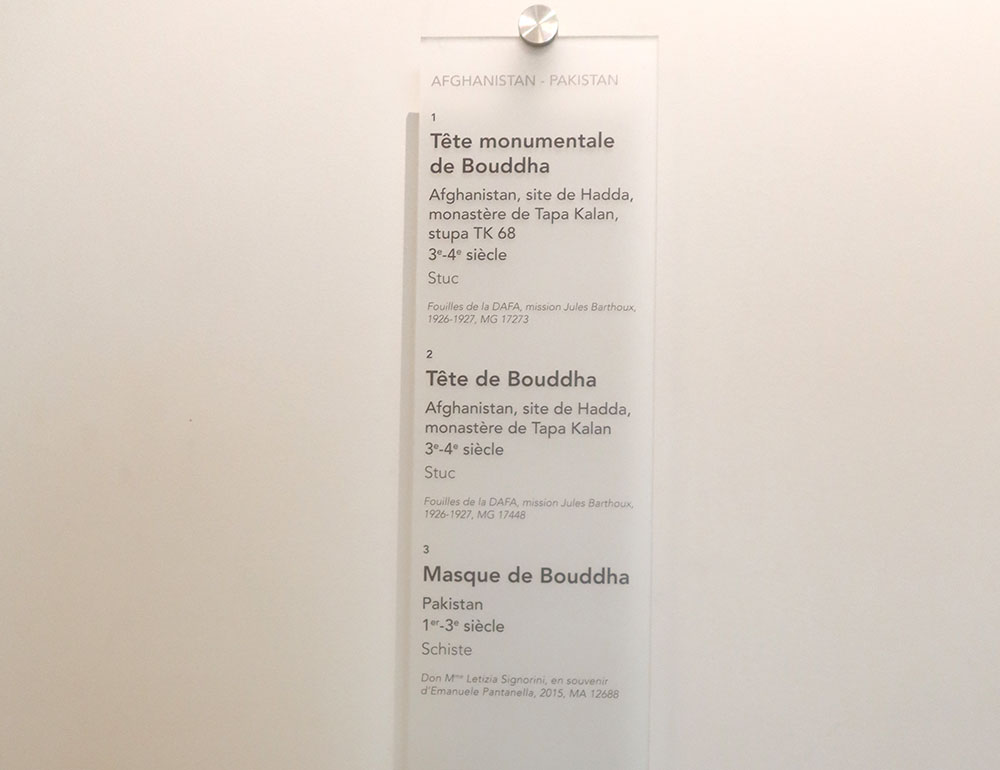 AFGHANISTAN - PAKISTAN
1
Tête monumentale
de Bouddha
Afghanistan, site de Hadda,
monastère de Tapa Kalan,
stupa TK 68
3e-4e siècle
Stuc
Fouilles de la DAFA, mission Jules Barthoux,
1926-1927, MG 17273
2
Tête de Bouddha
Afghanistan, site de Hadda,
monastère de Tapa Kalan
3e-4e siècle
Stuc
Fouilles de la DAFA, mission Jules Barthoux,
1926-1927, MG 17448
3
Masque de Bouddha
Pakistan
1er-3e siècle
Schiste
Don Mme Letizia Signorini, en souvenir
d'Emanuele Pantanella, 2015, MA 12688